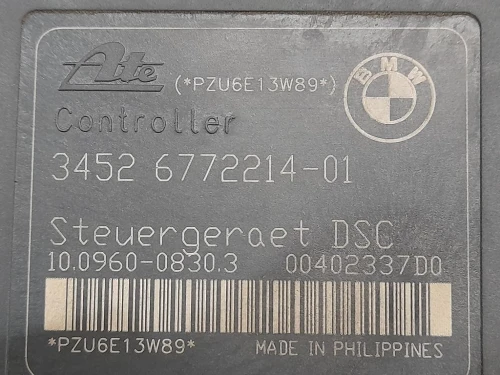 Ate (*PZU6E13W89*) BMW
Controller
3452 6772214-01
Steuergeraet DSC
10.0960-0830.3 00402337D0
*PZU6E13W89* MADE IN PHILIPPINES